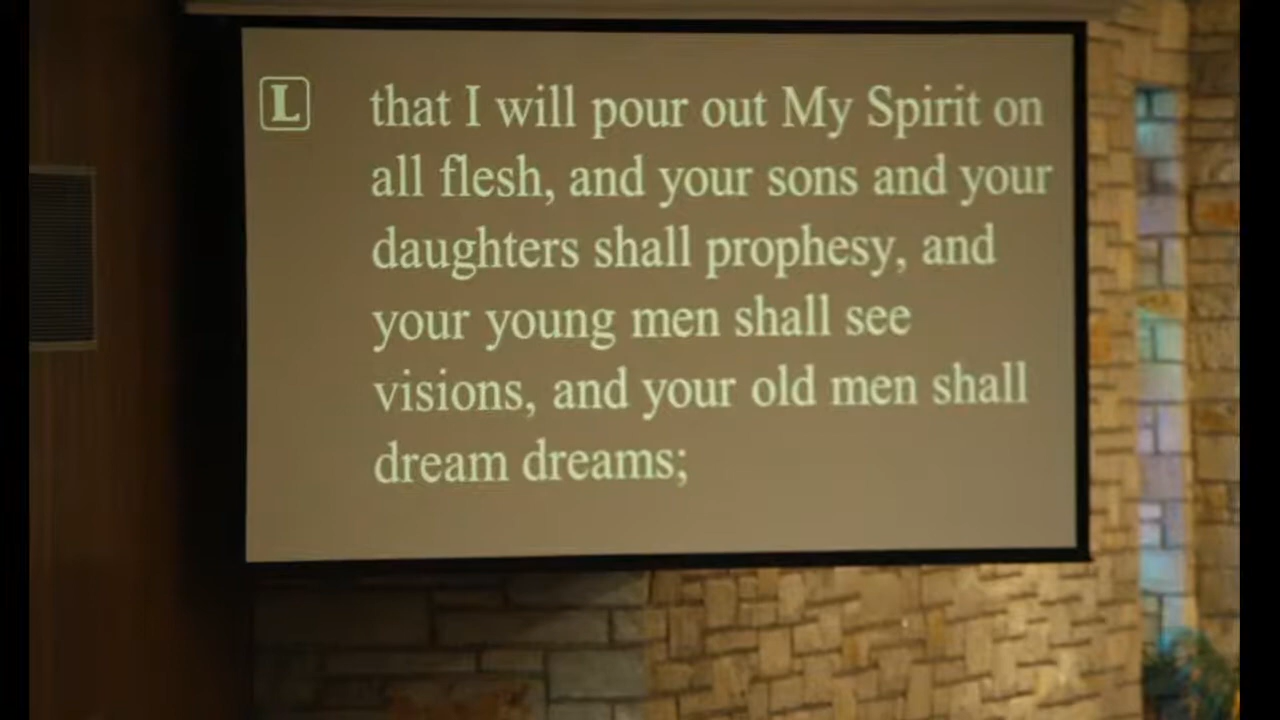 L that I will pour out My Spirit on
all flesh, and your sons and your
daughters shall prophesy, and
your young men shall see
visions, and your old men shall
dream dreams;